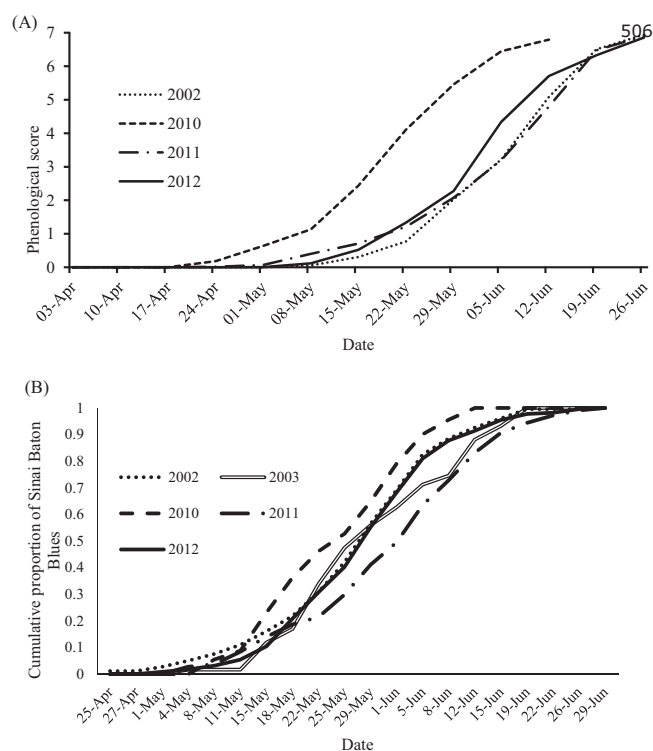 (A)
506
7
6
5
4
3
2
1
0
Phenological score
2002
2010
2011
2012
03-Apr
10-Apr
17-Apr
24-Apr
01-May
08-May
15-May
22-May
29-May
05-Jun
12-Jun
19-Jun
26-Jun
Date
(B)
1
0.9
0.8
0.7
0.6
0.5
0.4
0.3
0.2
0.1
0
Cumulative proportion of Sinai Baton
Blues
2002 2003
2010 2011
2012
25-Apr
27-Apr
1-May
4-May
8-May
11-May
15-May
18-May
22-May
25-May
29-May
1-Jun
5-Jun
8-Jun
12-Jun
15-Jun
19-Jun
22-Jun
26-Jun
29-Jun
Date